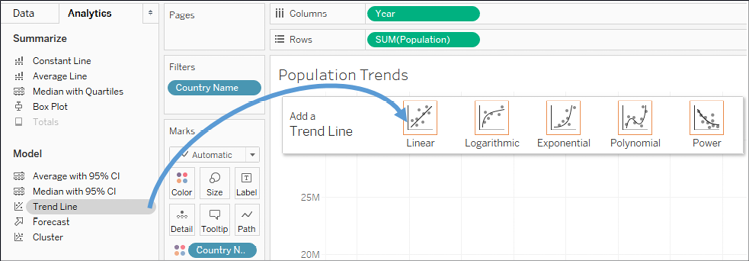 Data
Analytics
Summarize
Constant Line
Average Line
Median with Quartiles
Box Plot
Totals
Model
Average with 95% CI
Median with 95% CI
Trend Line
Forecast
Cluster
Pages
Filters
Country Name
Marks
Automatic
Color
Size
Label
Detail
Tooltip
Path
Country N..
Columns
Year
Rows
SUM(Population)
Population Trends
Add a
Trend Line
Linear
Logarithmic
Exponential
Polynomial
Power
25M
20M